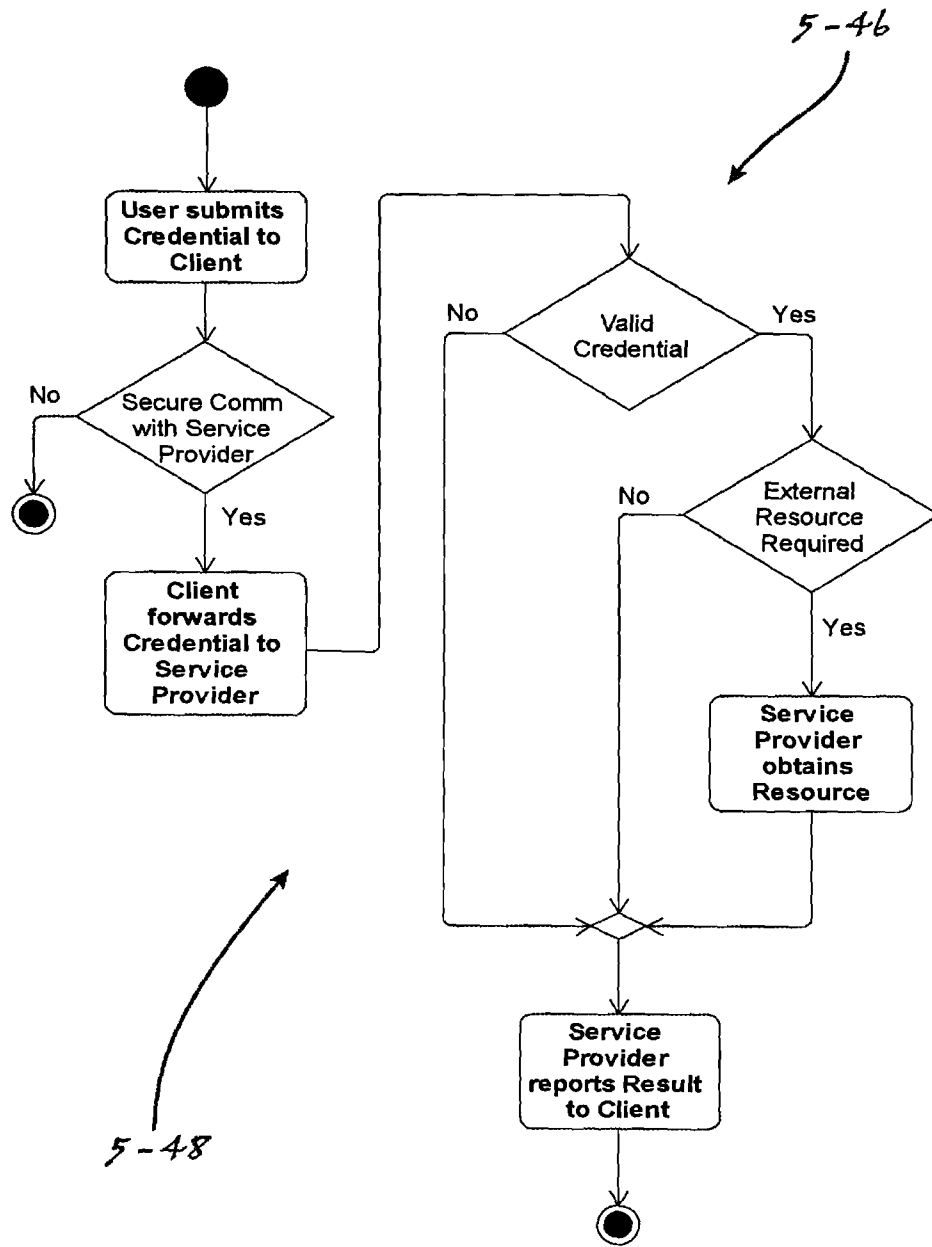 5-46
User submits
Credential to
Client
No
Secure Comm
with Service
Provider
Yes
Client
forwards
Credential to
Service
Provider
No
Valid
Credential
Yes
No
External
Resource
Required
Yes
Service
Provider
obtains
Resource
Service
Provider
reports Result
to Client
5-48